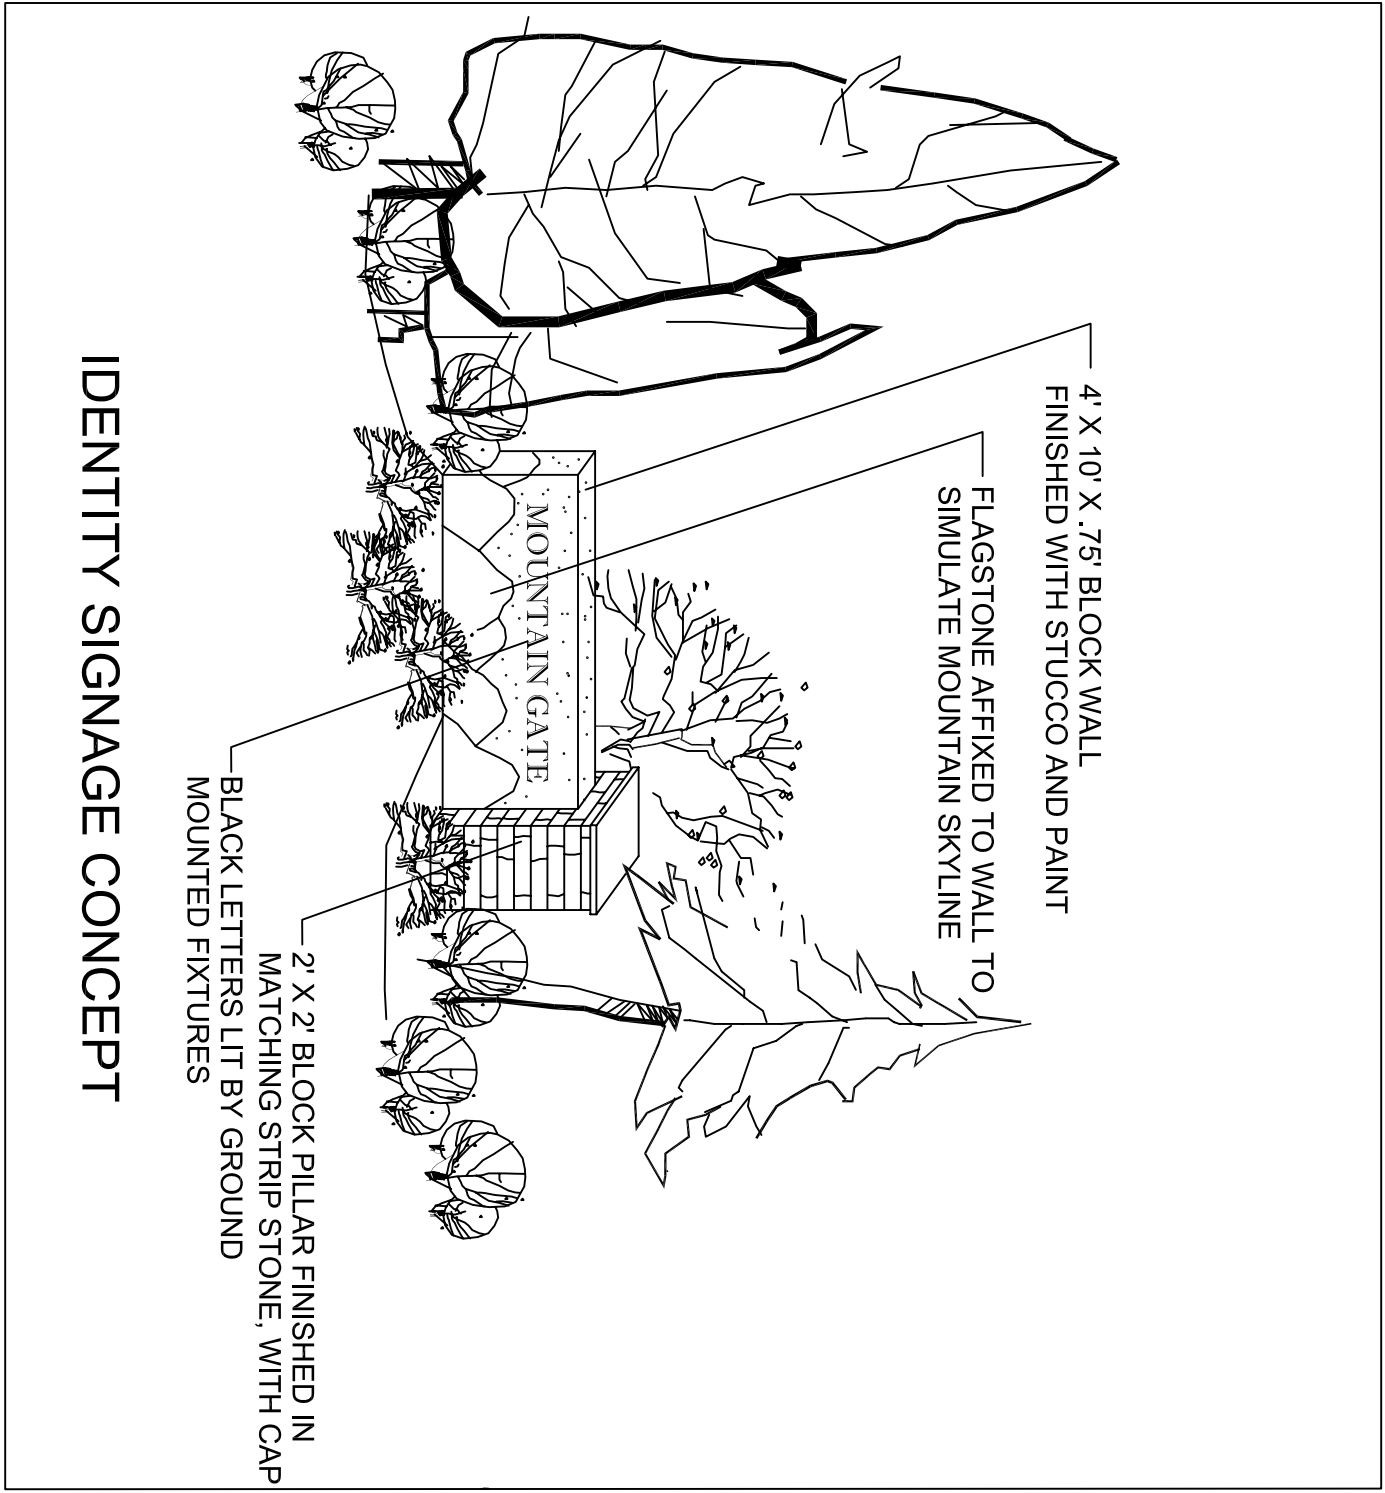 4' X 10' X .75' BLOCK WALL
FINISHED WITH STUCCO AND PAINT
FLAGSTONE AFFIXED TO WALL TO
SIMULATE MOUNTAIN SKYLINE
MOUNTAIN GATE
2' X 2' BLOCK PILLAR FINISHED IN
MATCHING STRIP STONE, WITH CAP
BLACK LETTERS LIT BY GROUND
MOUNTED FIXTURES
IDENTITY SIGNAGE CONCEPT